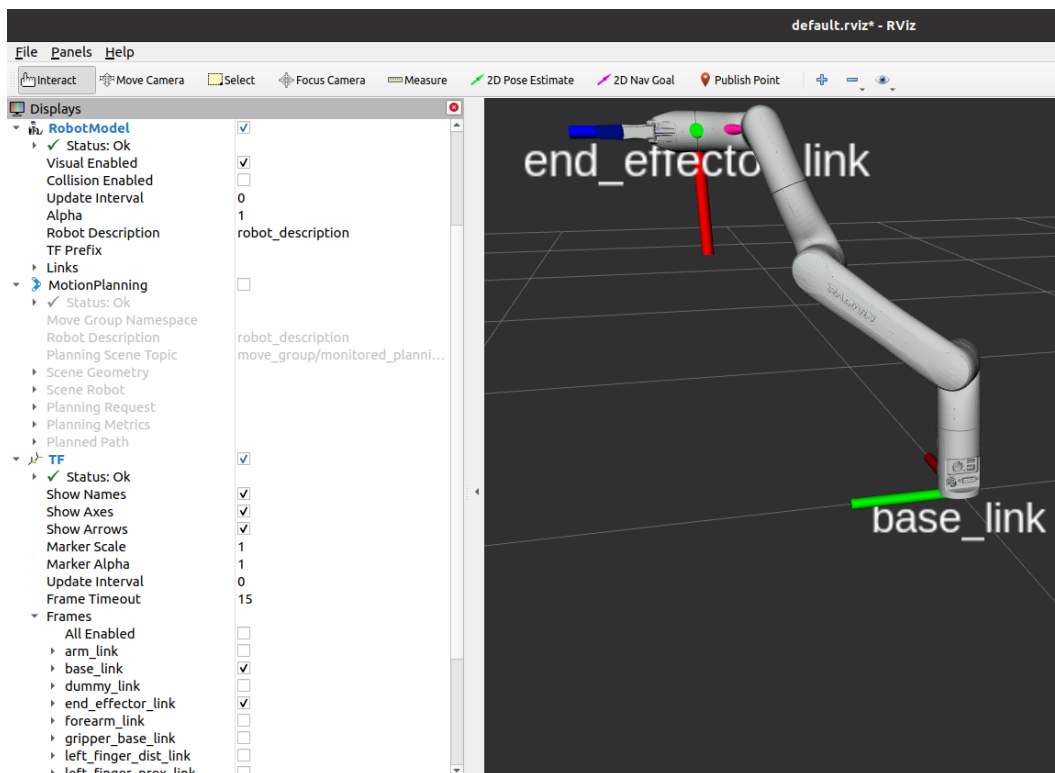 default.rviz* - RViz
File Panels Help
Interact Move Camera Select Focus Camera Measure 2D Pose Estimate 2D Nav Goal Publish Point
Displays
RobotModel
Status: Ok
Visual Enabled
Collision Enabled
Update Interval 0
Alpha 1
Robot Description robot_description
TF Prefix
Links
MotionPlanning
Status: Ok
Move Group Namespace
Robot Description robot_description
Planning Scene Topic move_group/monitored_planni...
Scene Geometry
Scene Robot
Planning Request
Planning Metrics
Planned Path
TF
Status: Ok
Show Names
Show Axes
Show Arrows
Marker Scale 1
Marker Alpha 1
Update Interval 0
Frame Timeout 15
Frames
All Enabled
arm_link
base_link
dummy_link
end_effector_link
forearm_link
gripper_base_link
left_finger_dist_link
left_finger_prox_link
end_effector_link
base_link